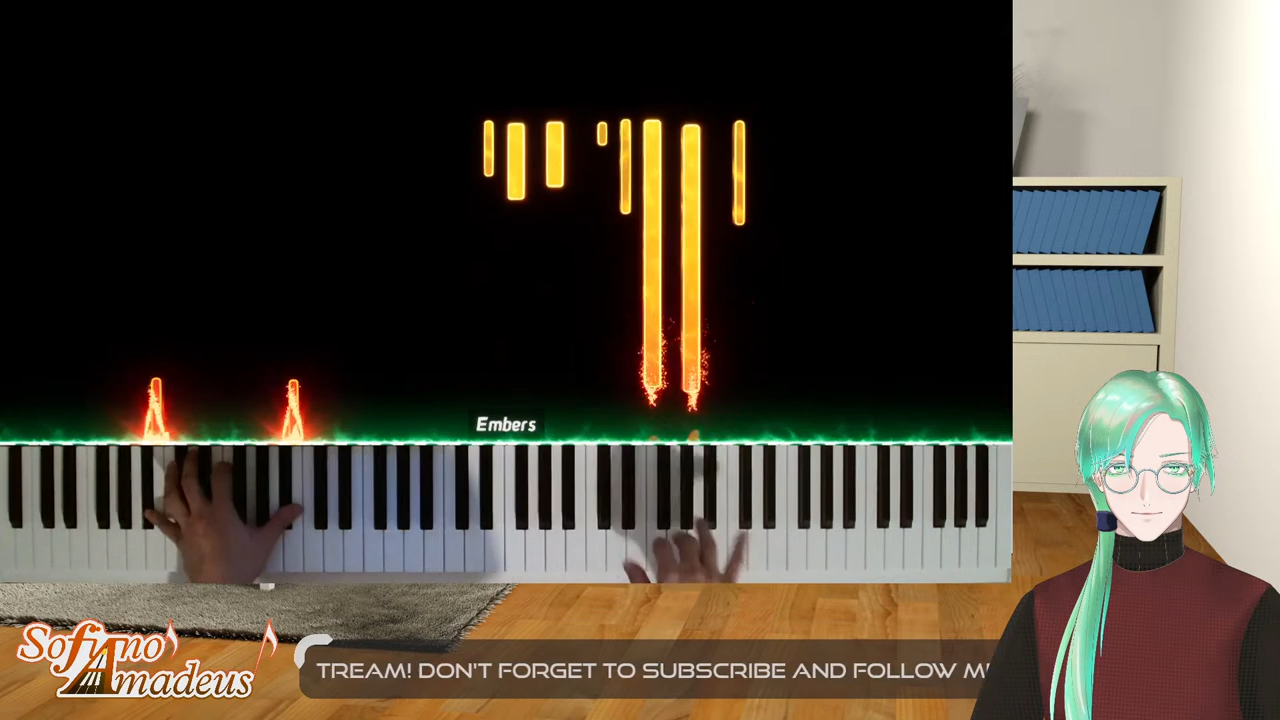 Embers
Sofiano
Amadeus
TREAM! DON'T FORGET TO SUBSCRIBE AND FOLLOW M